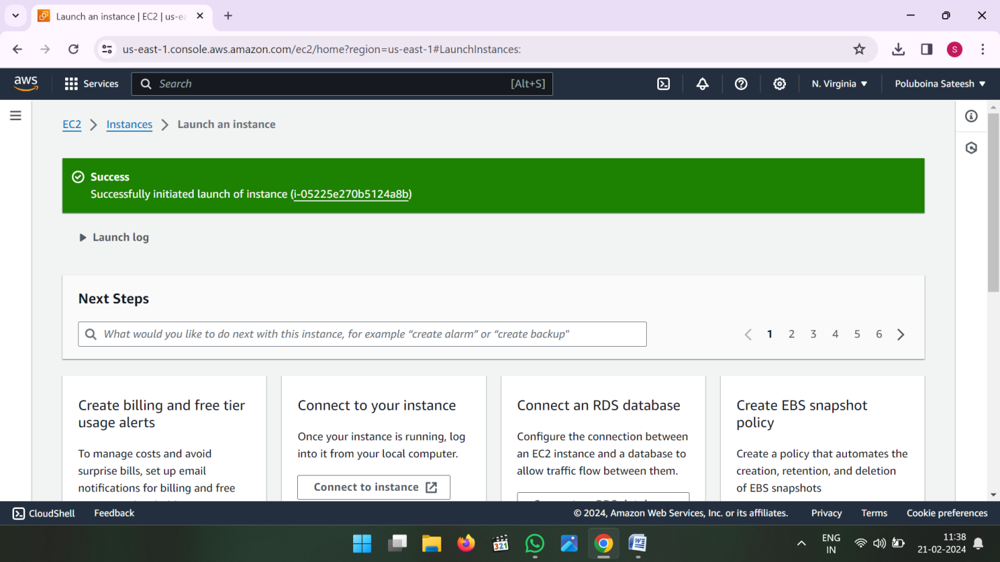 Launch an instance | EC2 | us-ea
us-east-1.console.aws.amazon.com/ec2/home?region=us-east-1#LaunchInstances:
S
aws
Services
Search
[Alt+S]
N. Virginia
Poluboina Sateesh
EC2
Instances
Launch an instance
Success
Successfully initiated launch of instance (i-05225e270b5124a8b)
Launch log
Next Steps
What would you like to do next with this instance, for example “create alarm” or “create backup"
1 2 3 4 5 6
Create billing and free tier
usage alerts
To manage costs and avoid
surprise bills, set up email
notifications for billing and free
Connect to your instance
Once your instance is running, log
into it from your local computer.
Connect to instance
Connect an RDS database
Configure the connection between
an EC2 instance and a database to
allow traffic flow between them.
Create EBS snapshot
policy
Create a policy that automates the
creation, retention, and deletion
of EBS snapshots
CloudShell
Feedback
© 2024, Amazon Web Services, Inc. or its affiliates.
Privacy
Terms
Cookie preferences
321
ENG
IN
11:38
21-02-2024